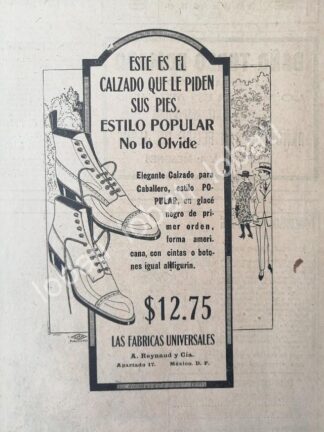 ESTE ES EL
CALZADO QUE LE PIDEN
SUS PIES.
ESTILO POPULAR
No lo Olvide
Elegante Calzado para
Caballero, estilo PO-
PULAR, en glacé
negro de pri-
mer orden,
forma ameri-
cana, con cintas o boto-
nes igual al figurín.
$12.75
LAS FABRICAS UNIVERSALES
A. Reynaud y Cía.
Apartado 17. México. D. F.